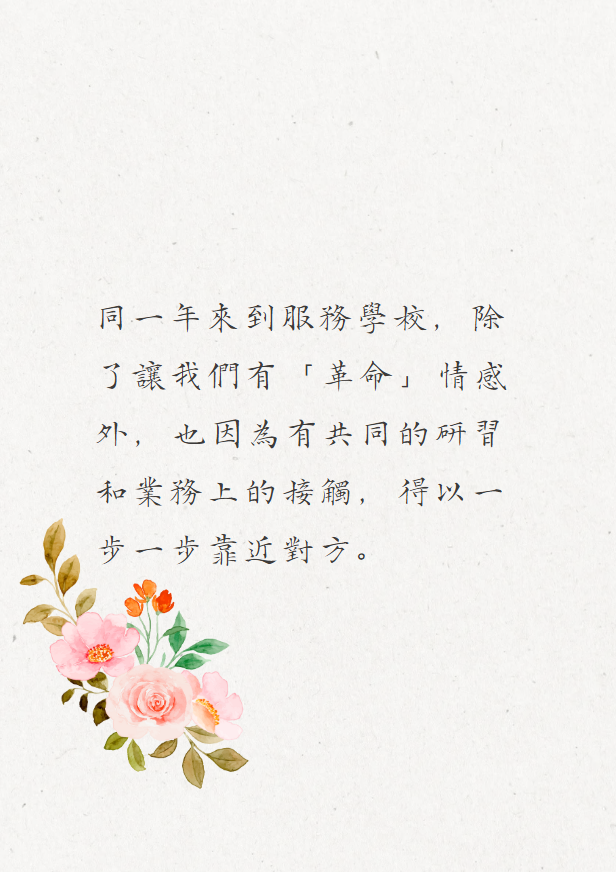 同一年來到服務學校，除
了讓我們有「革命」情感
外，也因為有共同的研習
和業務上的接觸，得以一
步一步靠近對方。